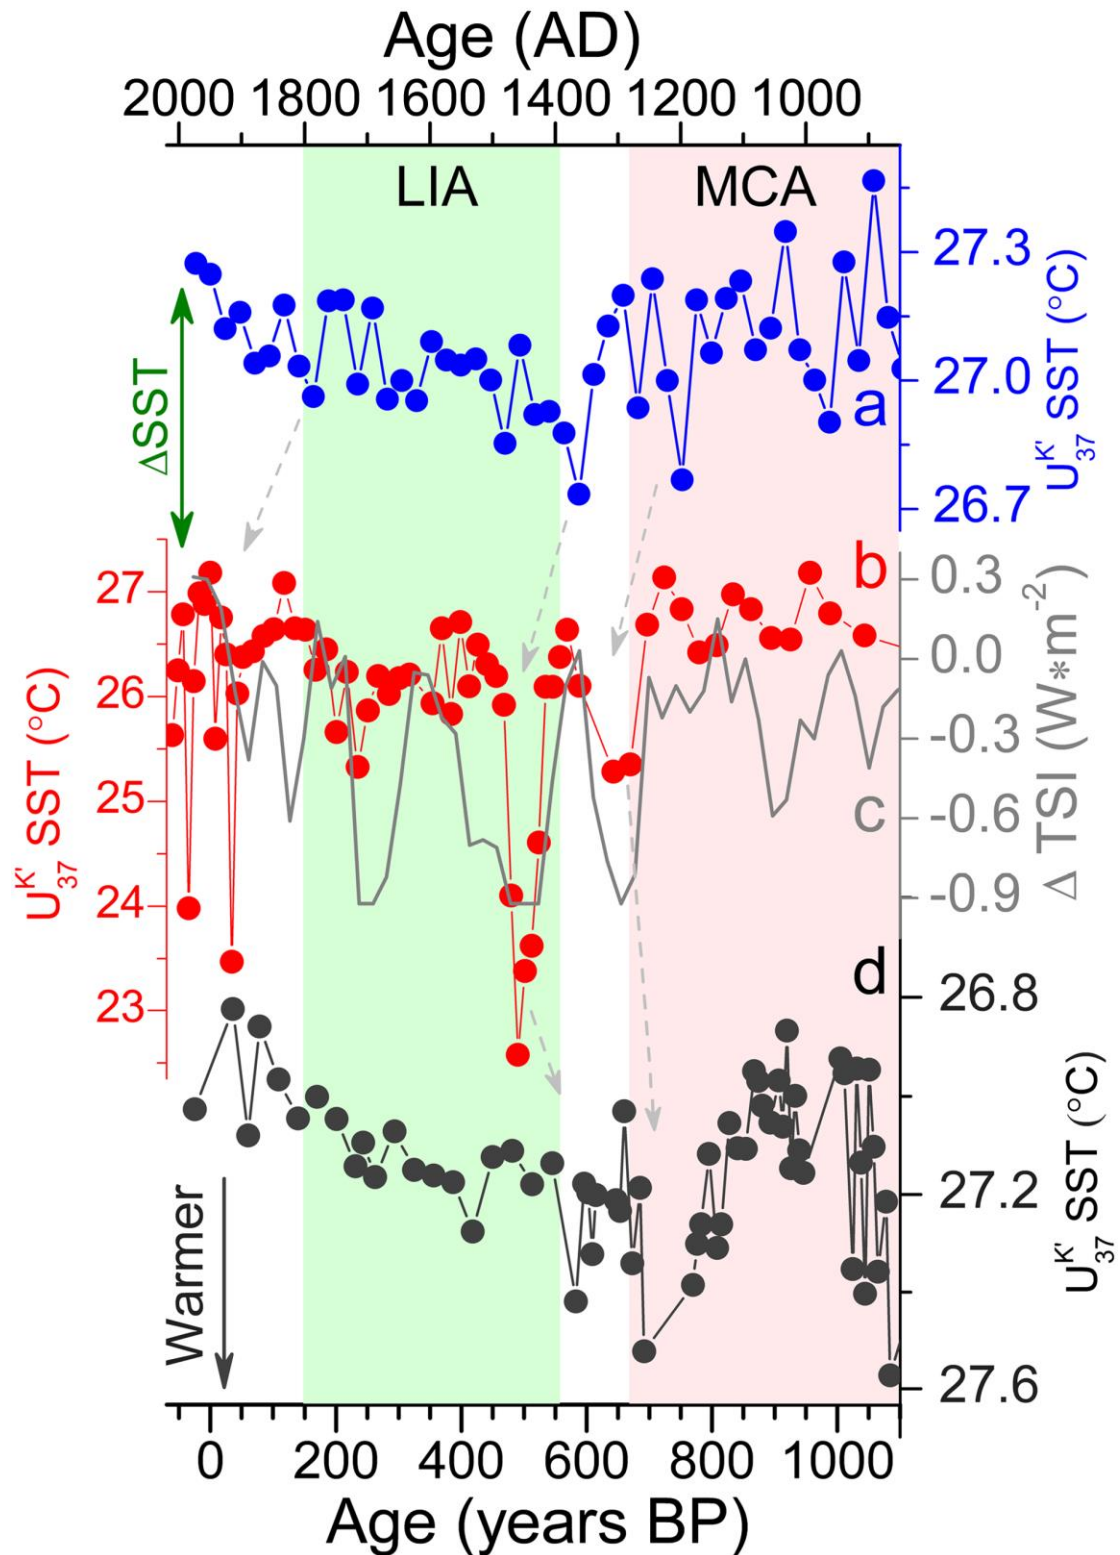 Age (AD)
2000 1800 1600 1400 1200 1000
LIA MCA
27.3
27.0
26.7
U37K' SST (°C)
a
ΔSST
b
27
26
25
24
23
U37K' SST (°C)
0.3
0.0
-0.3
-0.6
-0.9
Δ TSI (W*m-2)
c
d
26.8
27.2
27.6
U37K' SST (°C)
Warmer
0 200 400 600 800 1000
Age (years BP)